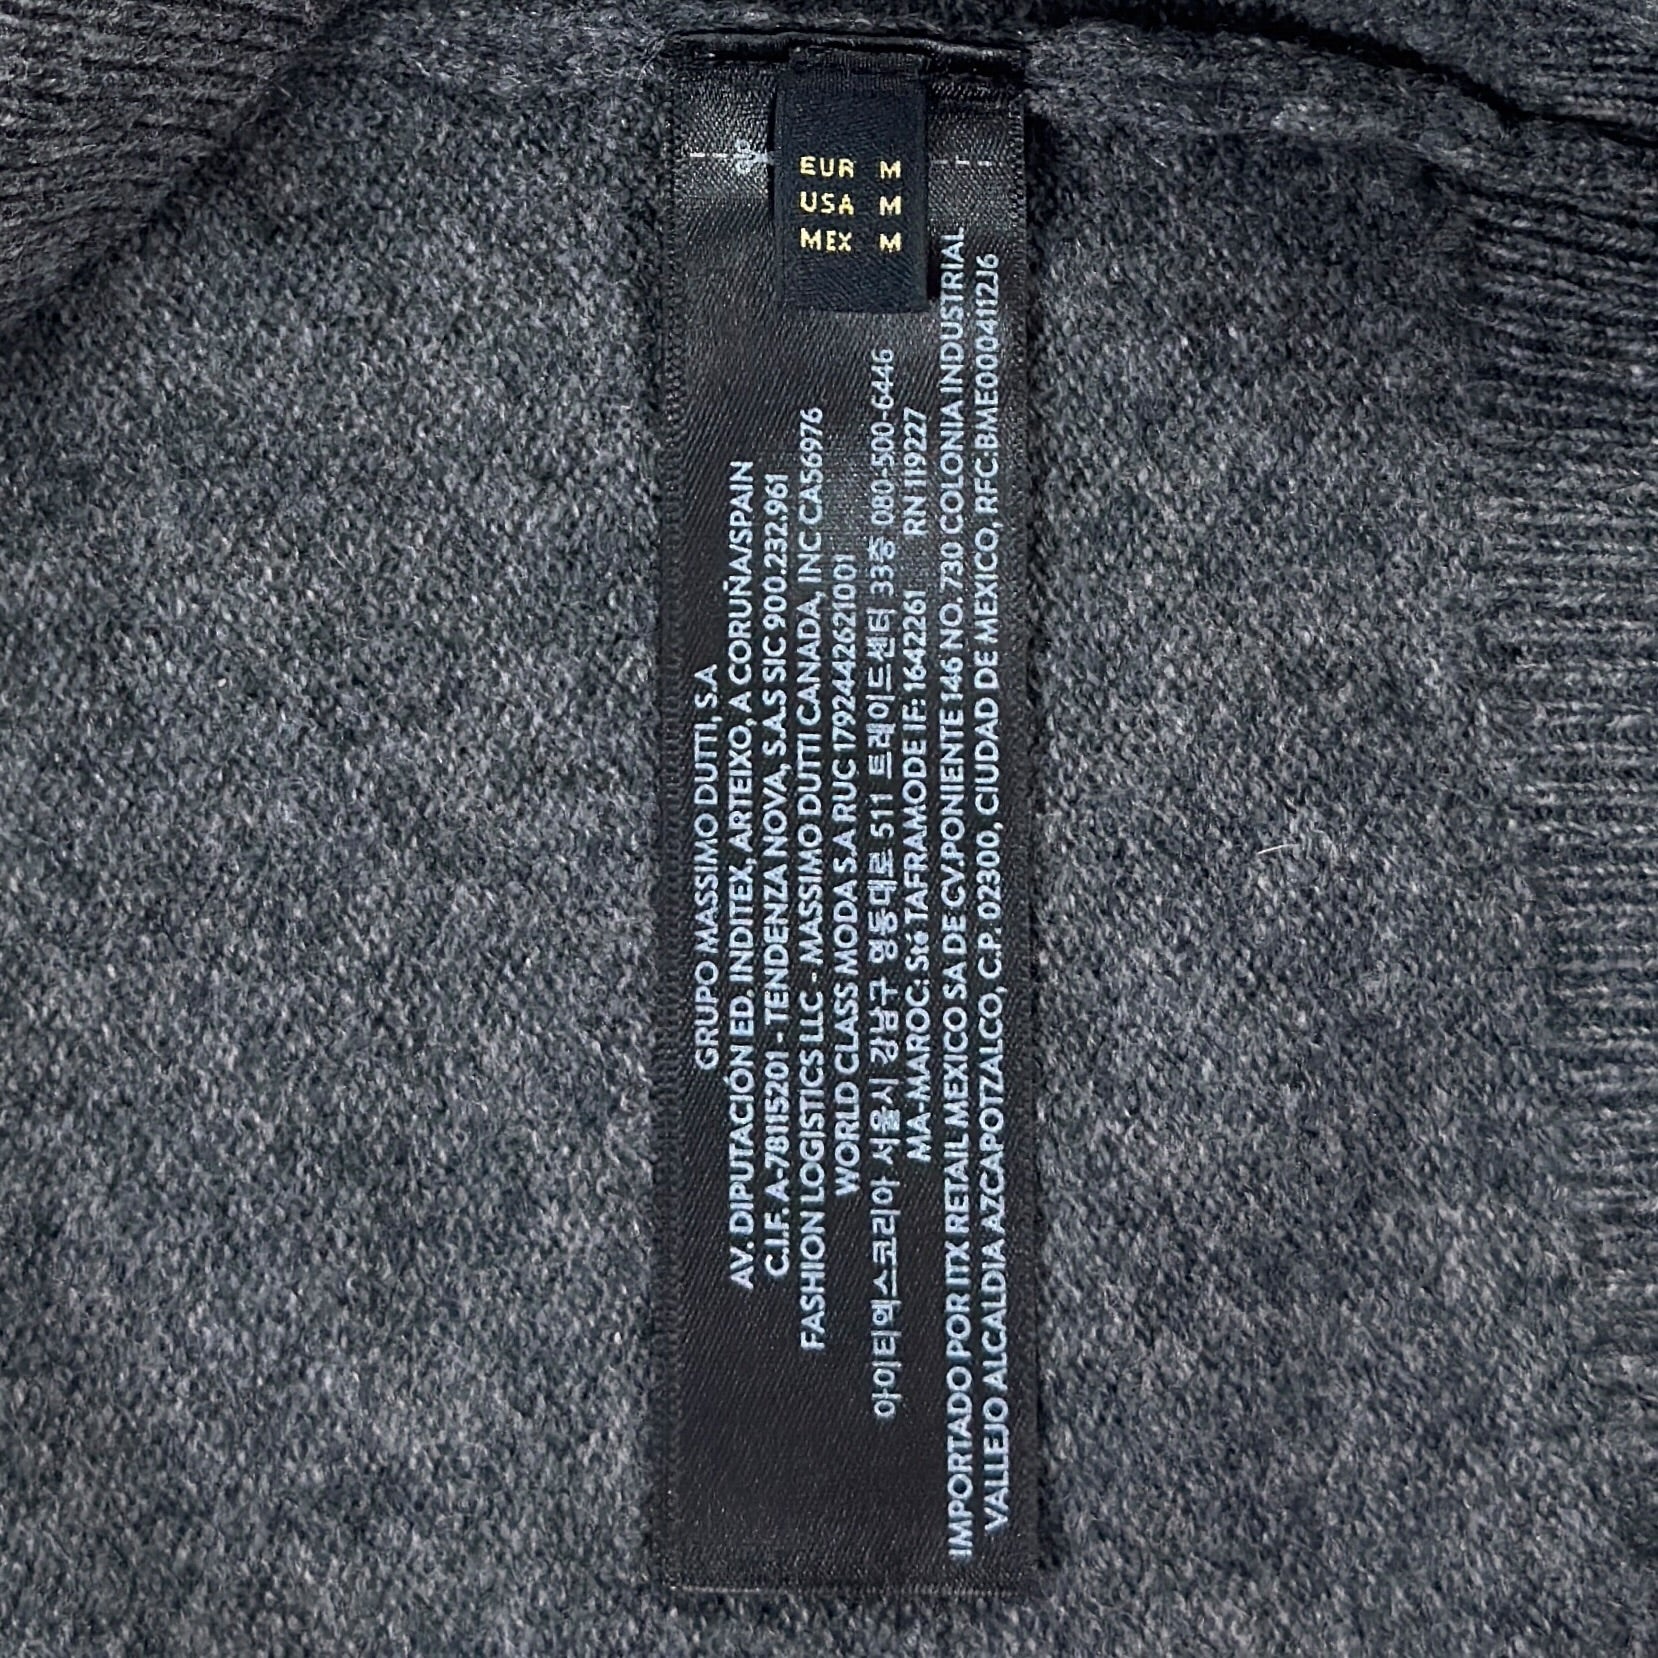 EUR M
USA M
MEX M
GRUPO MASSIMO DUTTI, S.A
AV. DIPUTACIÓN ED. INDITEX, ARTEIXO, A CORUÑA/SPAIN
C.I.F. A-78115201 - TENDENZA NOVA, S.A.S SIC 900.232.961
FASHION LOGISTICS LLC - MASSIMO DUTTI CANADA, INC CA56976
WORLD CLASS MODA S.A RUC 1792442621001
아이티엑스코리아 서울시 강남구 영동대로 511 트레이드센터 33층 080-500-6446
MA-MAROC: Sté TAFRAMODE IF: 1642261 RN 119227
IMPORTADO POR ITX RETAIL MEXICO SA DE CV.PONIENTE 146 NO. 730 COLONIA INDUSTRIAL
VALLEJO ALCALDIA AZCAPOTZALCO, C.P. 02300, CIUDAD DE MEXICO, RFC:BME0004112J6